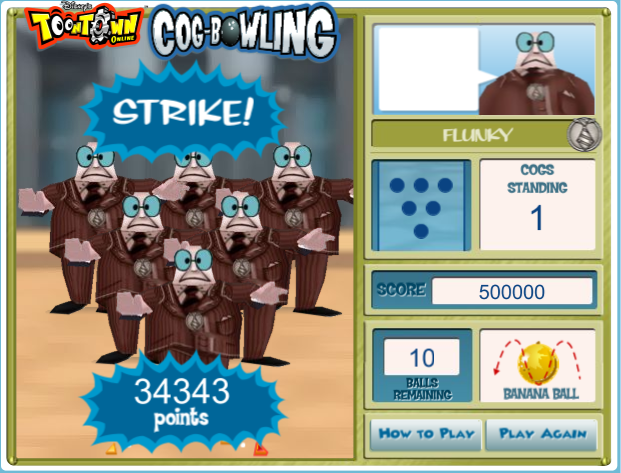 Disney's
TOONTOWN
ONLINE
COG-BOWLING
STRIKE!
34343
points
FLUNKY
COGS
STANDING
1
SCORE 500000
10
BALLS
REMAINING
BANANA BALL
HOW TO PLAY
PLAY AGAIN